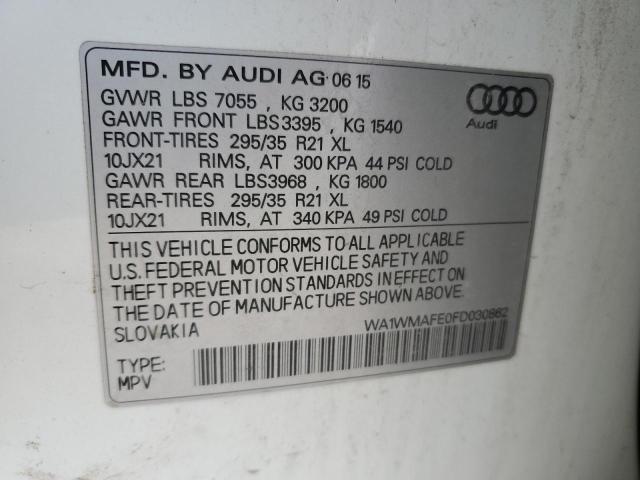 MFD. BY AUDI AG 06 15
GVWR LBS 7055 , KG 3200
GAWR FRONT LBS3395 , KG 1540
FRONT-TIRES 295/35 R21 XL
10JX21 RIMS, AT 300 KPA 44 PSI COLD
GAWR REAR LBS3968 , KG 1800
REAR-TIRES 295/35 R21 XL
10JX21 RIMS, AT 340 KPA 49 PSI COLD
Audi
THIS VEHICLE CONFORMS TO ALL APPLICABLE
U.S. FEDERAL MOTOR VEHICLE SAFETY AND
THEFT PREVENTION STANDARDS IN EFFECT ON
THE DATE OF MANUFACTURE SHOWN ABOVE.
SLOVAKIA
WA1WMAFE0FD030862
TYPE:
MPV